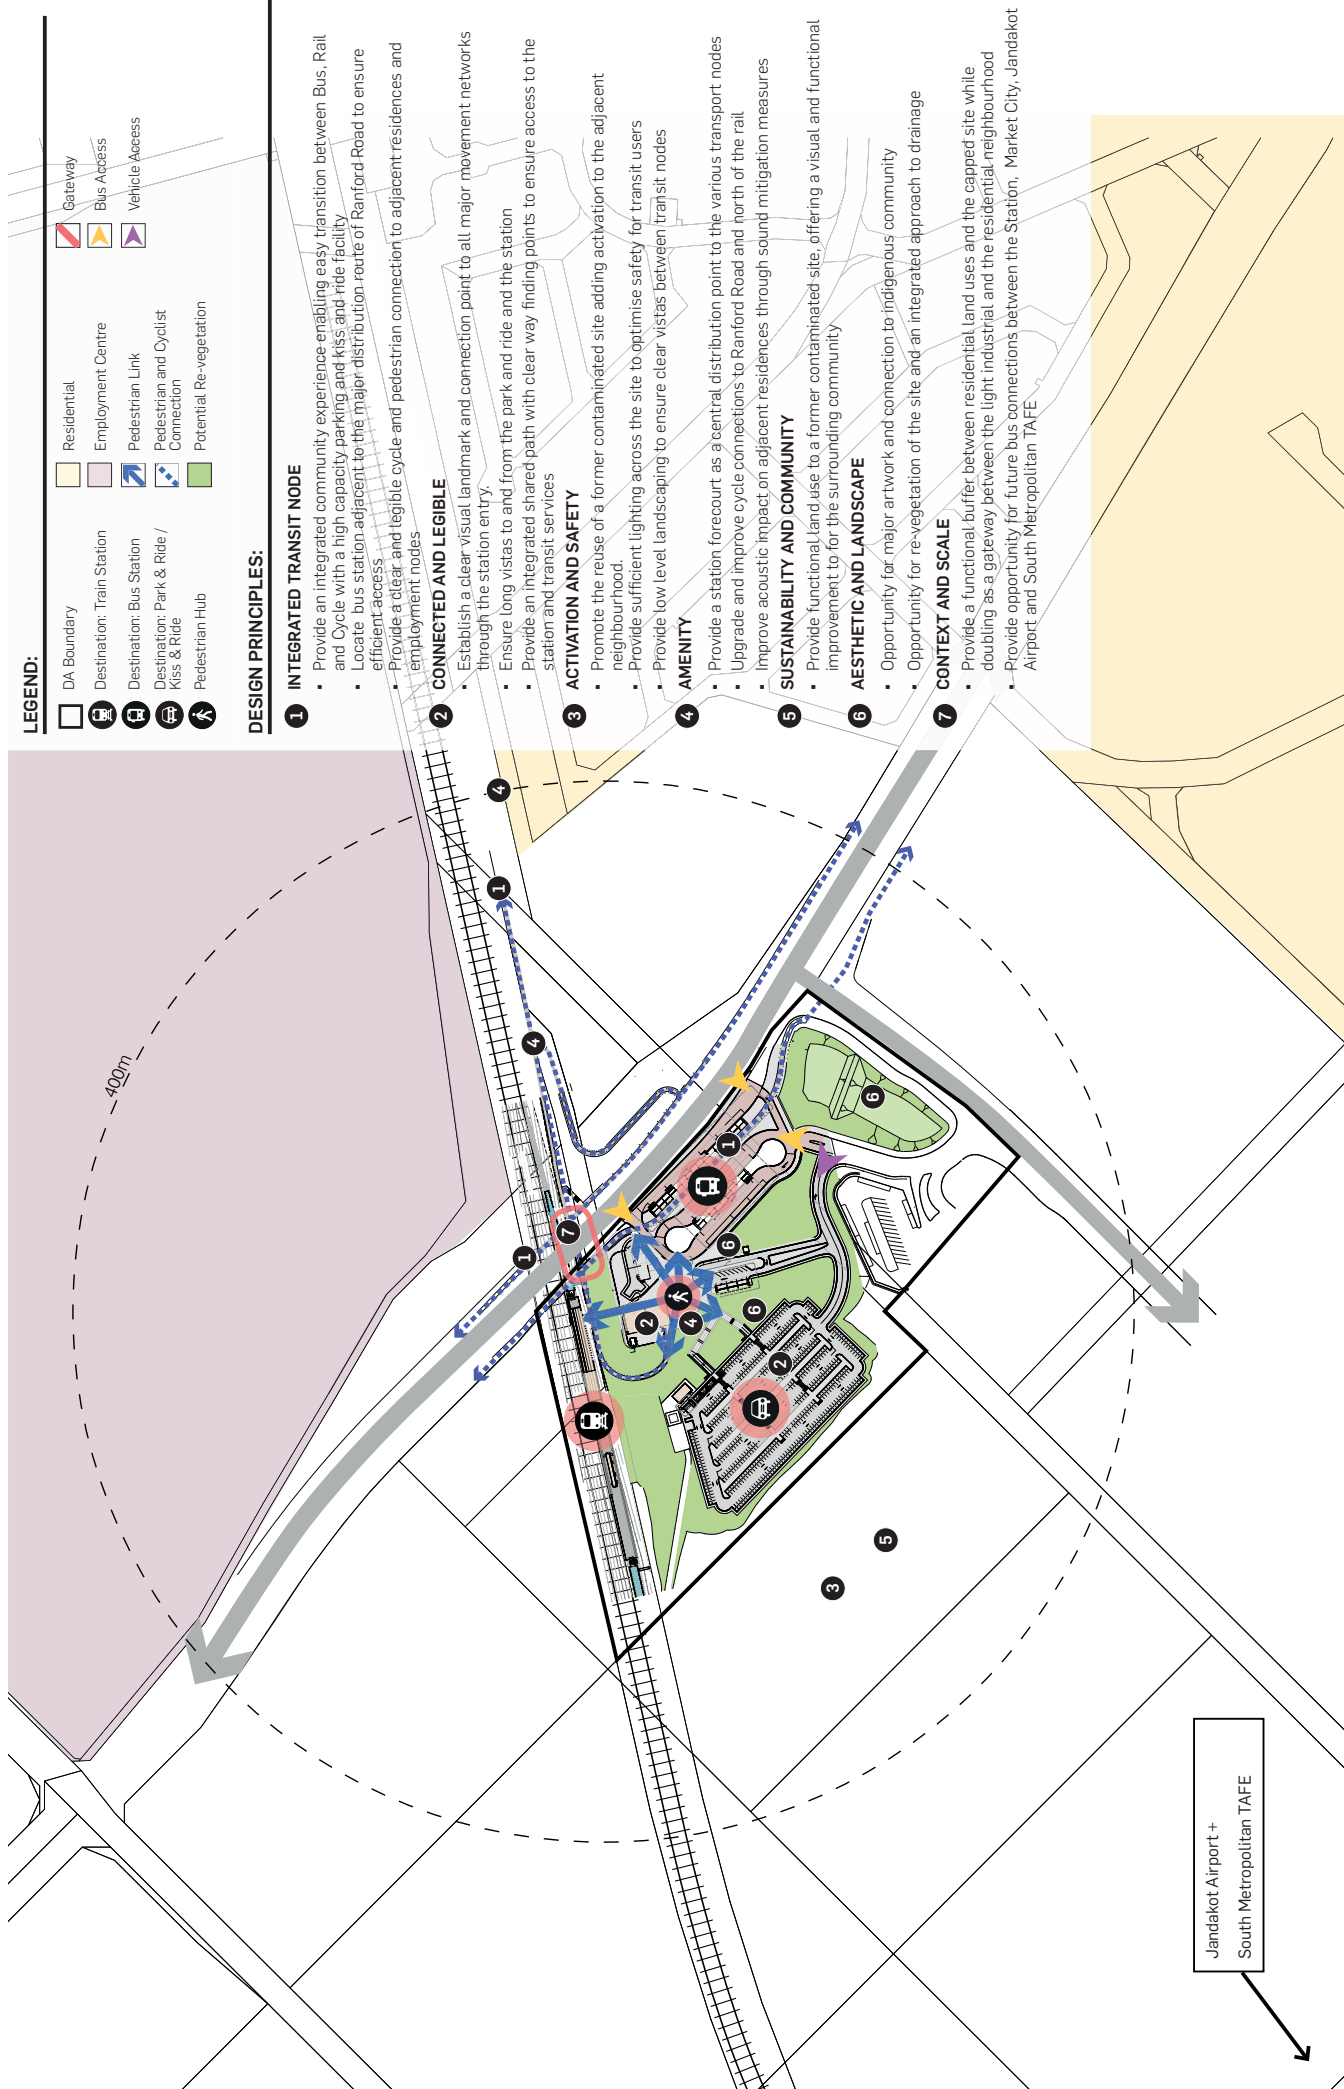 LEGEND:
DA Boundary
Destination: Train Station
Destination: Bus Station
Destination: Park & Ride /
Kiss & Ride
Pedestrian Hub
Residential
Employment Centre
Pedestrian Link
Pedestrian and Cyclist
Connection
Potential Re-vegetation
Gateway
Bus Access
Vehicle Access
DESIGN PRINCIPLES:
1 INTEGRATED TRANSIT NODE
▪ Provide an integrated community experience enabling easy transition between Bus, Rail
and Cycle with a high capacity parking and kiss and ride facility
▪ Locate bus station adjacent to the major distribution route of Ranford Road to ensure
efficient access
▪ Provide a clear and legible cycle and pedestrian connection to adjacent residences and
employment nodes
2 CONNECTED AND LEGIBLE
▪ Establish a clear visual landmark and connection point to all major movement networks
through the station entry.
▪ Ensure long vistas to and from the park and ride and the station
▪ Provide an integrated shared path with clear way finding points to ensure access to the
station and transit services
3 ACTIVATION AND SAFETY
▪ Promote the reuse of a former contaminated site adding activation to the adjacent
neighbourhood.
▪ Provide sufficient lighting across the site to optimise safety for transit users
▪ Provide low level landscaping to ensure clear vistas between transit nodes
4 AMENITY
▪ Provide a station forecourt as a central distribution point to the various transport nodes
▪ Upgrade and improve cycle connections to Ranford Road and north of the rail
▪ Improve acoustic impact on adjacent residences through sound mitigation measures
5 SUSTAINABILITY AND COMMUNITY
▪ Provide functional land use to a former contaminated site, offering a visual and functional
improvement to for the surrounding community
6 AESTHETIC AND LANDSCAPE
▪ Opportunity for major artwork and connection to indigenous community
▪ Opportunity for re-vegetation of the site and an integrated approach to drainage
7 CONTEXT AND SCALE
▪ Provide a functional buffer between residential land uses and the capped site while
doubling as a gateway between the light industrial and the residential neighbourhood
▪ Provide opportunity for future bus connections between the Station, Market City, Jandakot
Airport and South Metropolitan TAFE
400m
4
1
4
1
7
1
6
6
2
4
6
2
5
3
Jandakot Airport +
South Metropolitan TAFE